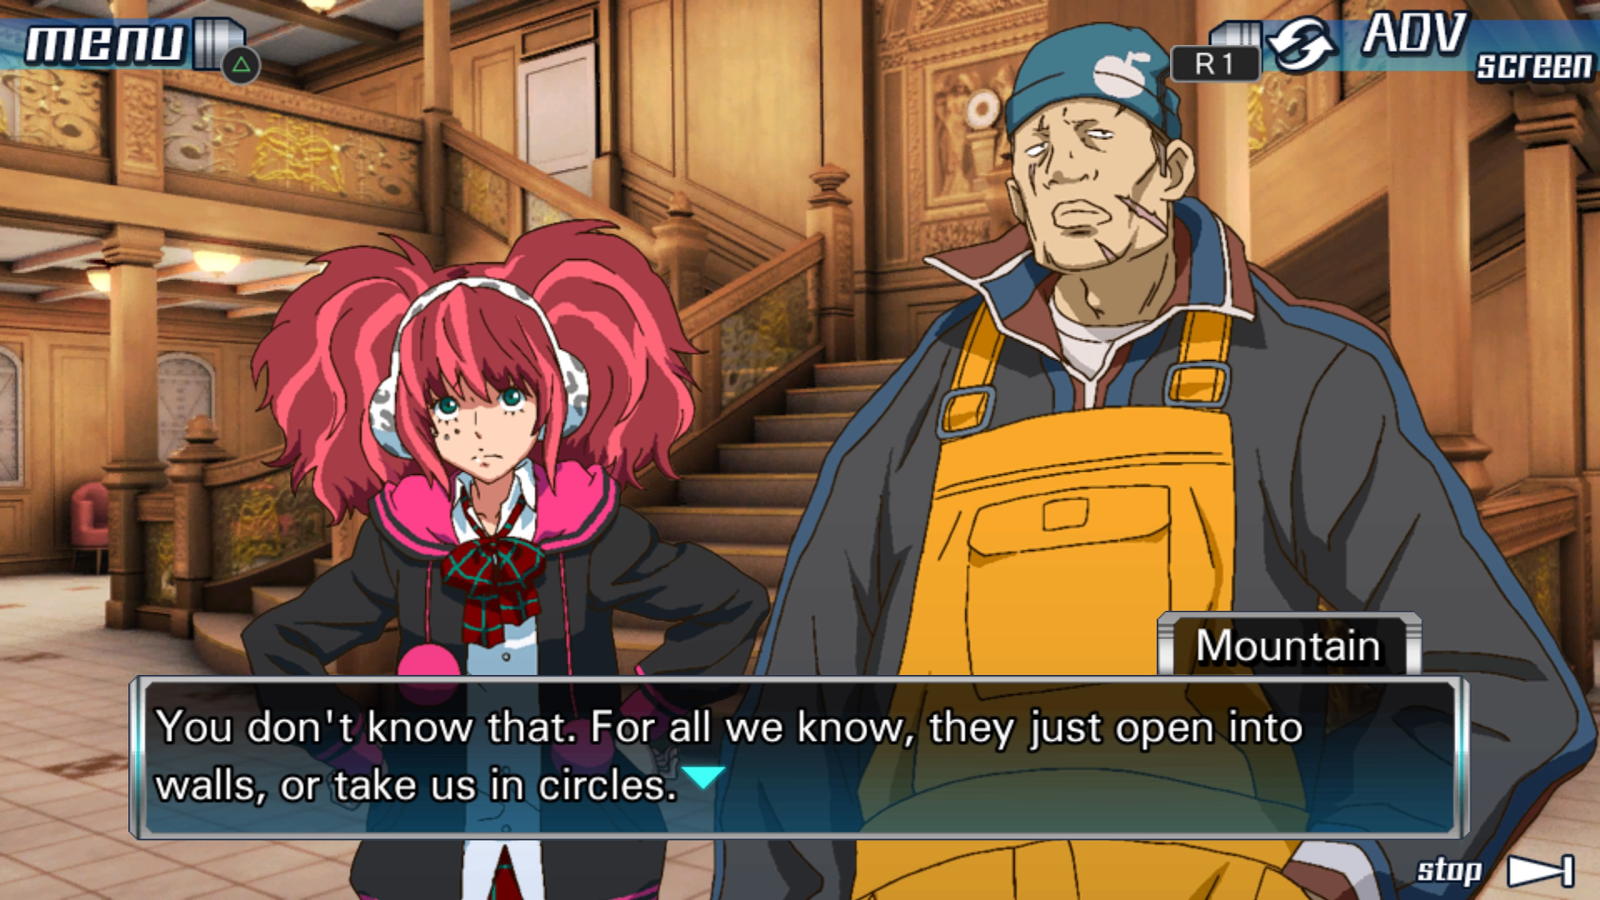 menu
R1
ADV
screen
Mountain
You don't know that. For all we know, they just open into
walls, or take us in circles.
stop